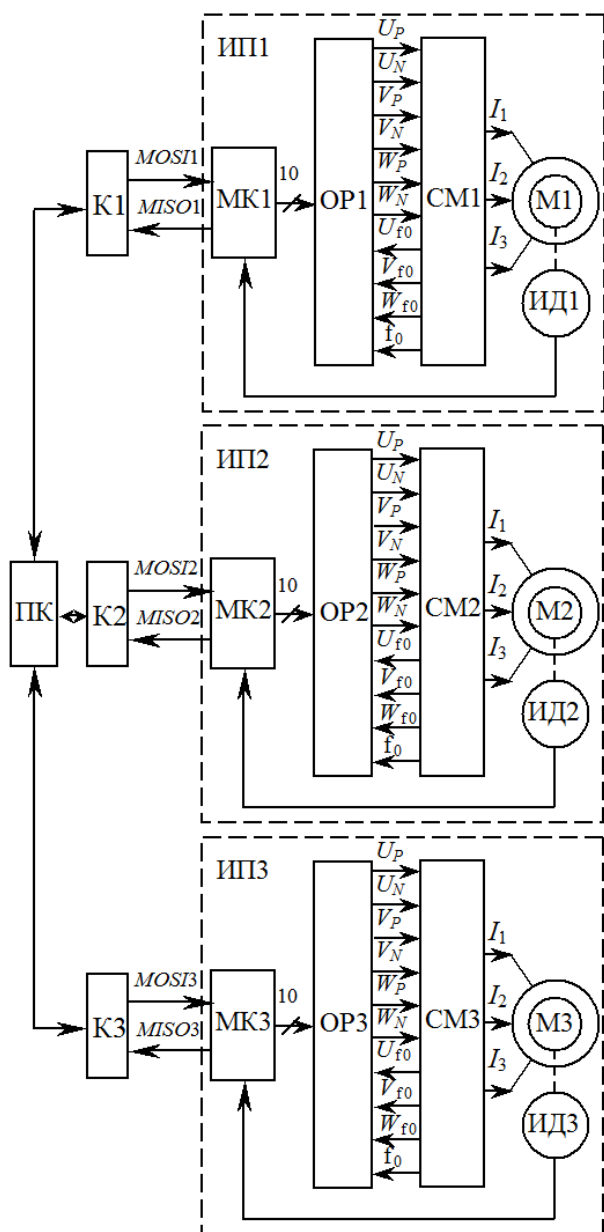 ИП1
K1
MOSI1
MISO1
МК1
10
ОР1
U_P
U_N
V_P
V_N
W_P
W_N
U_f0
V_f0
W_f0
f_0
СМ1
I_1
I_2
I_3
М1
ИД1
ПК
ИП2
K2
MOSI2
MISO2
МК2
10
ОР2
U_P
U_N
V_P
V_N
W_P
W_N
U_f0
V_f0
W_f0
f_0
СМ2
I_1
I_2
I_3
М2
ИД2
ИП3
K3
MOSI3
MISO3
МК3
10
ОР3
U_P
U_N
V_P
V_N
W_P
W_N
U_f0
V_f0
W_f0
f_0
СМ3
I_1
I_2
I_3
М3
ИД3